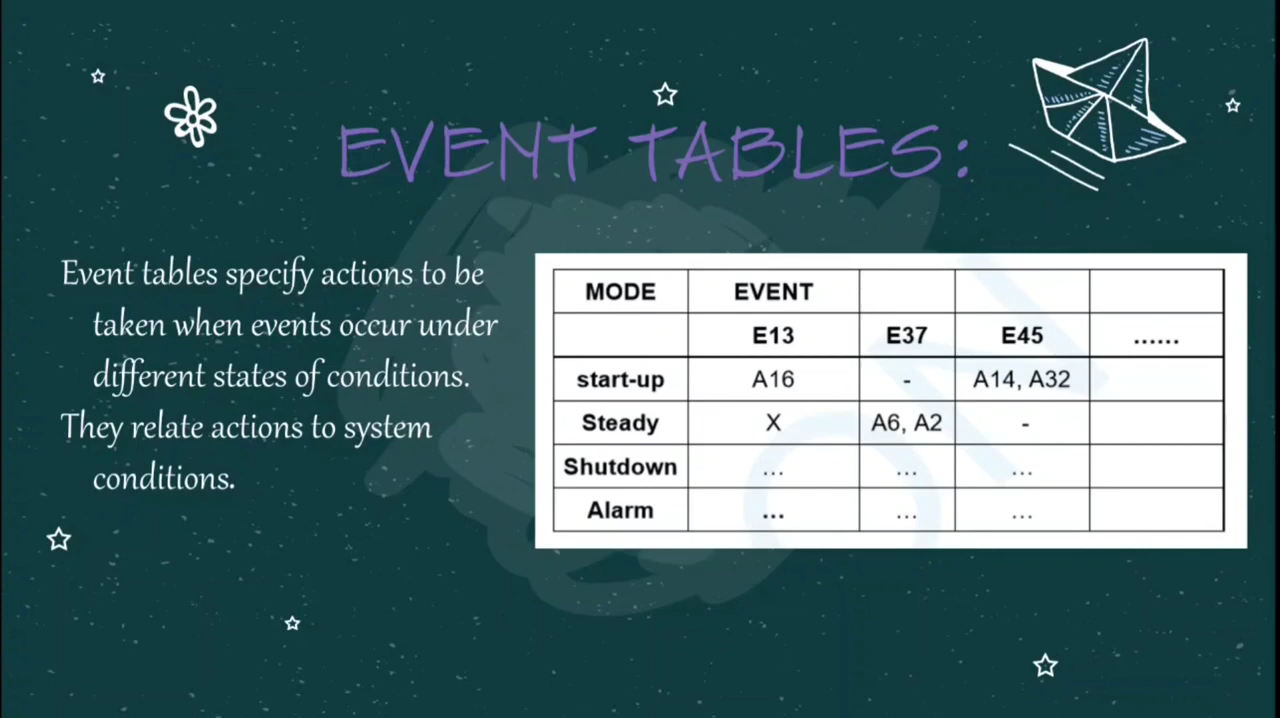 EVENT TABLES:
Event tables specify actions to be
taken when events occur under
different states of conditions.
They relate actions to system
conditions.
MODE EVENT
E13 E37 E45 ......
start-up A16 - A14, A32
Steady X A6, A2 -
Shutdown ... ... ...
Alarm ... ... ...